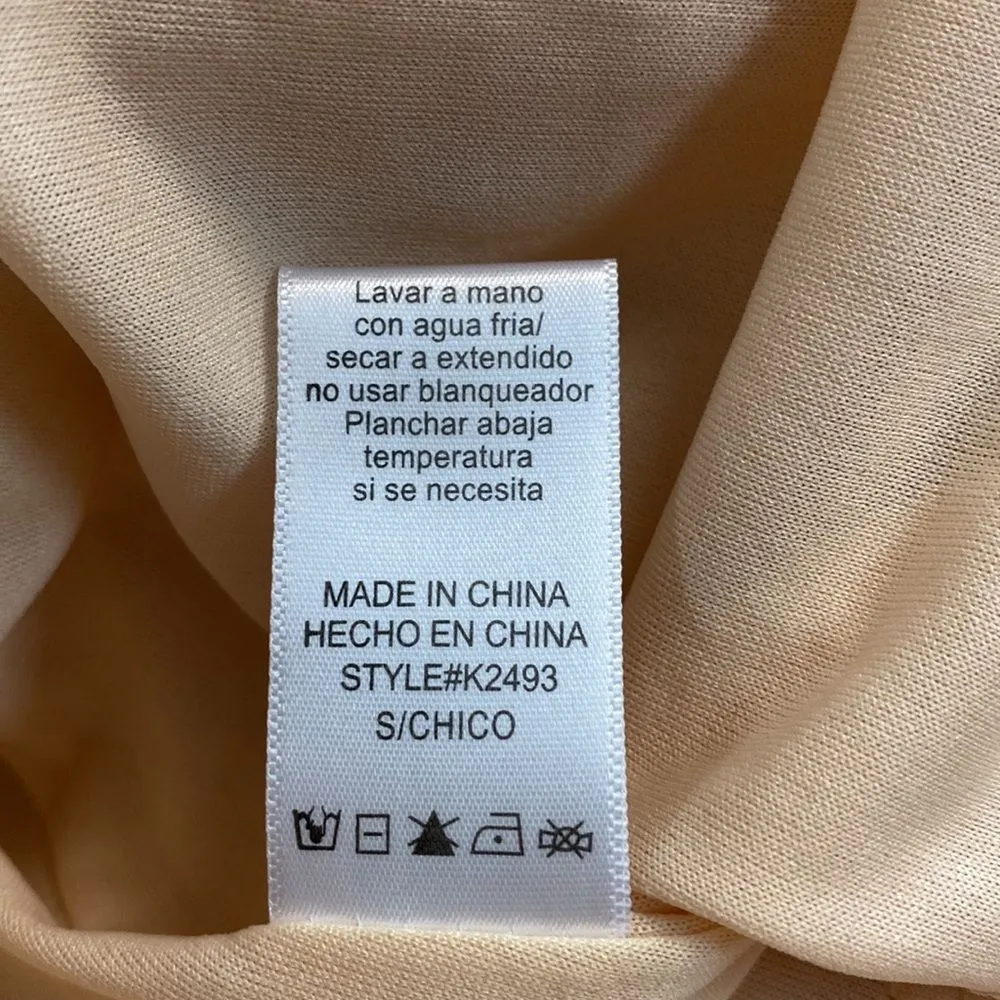 Lavar a mano
con agua fria/
secar a extendido
no usar blanqueador
Planchar abaja
temperatura
si se necesita
MADE IN CHINA
HECHO EN CHINA
STYLE#K2493
S/CHICO